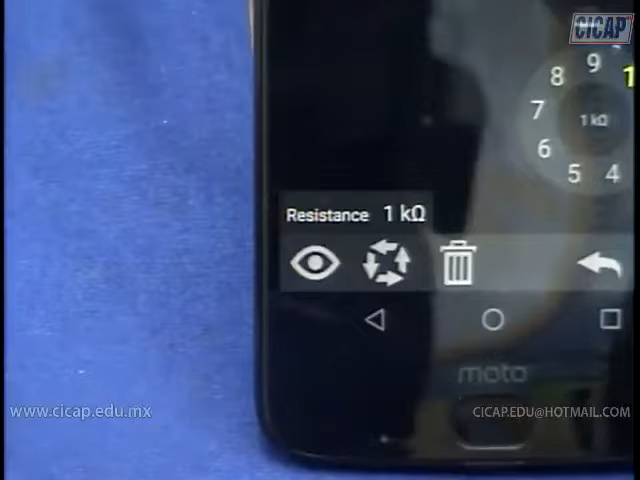 CICAP
9
8
1
7
1 kΩ
6
5
4
Resistance 1 kΩ
moto
www.cicap.edu.mx
CICAP.EDU@HOTMAIL.COM